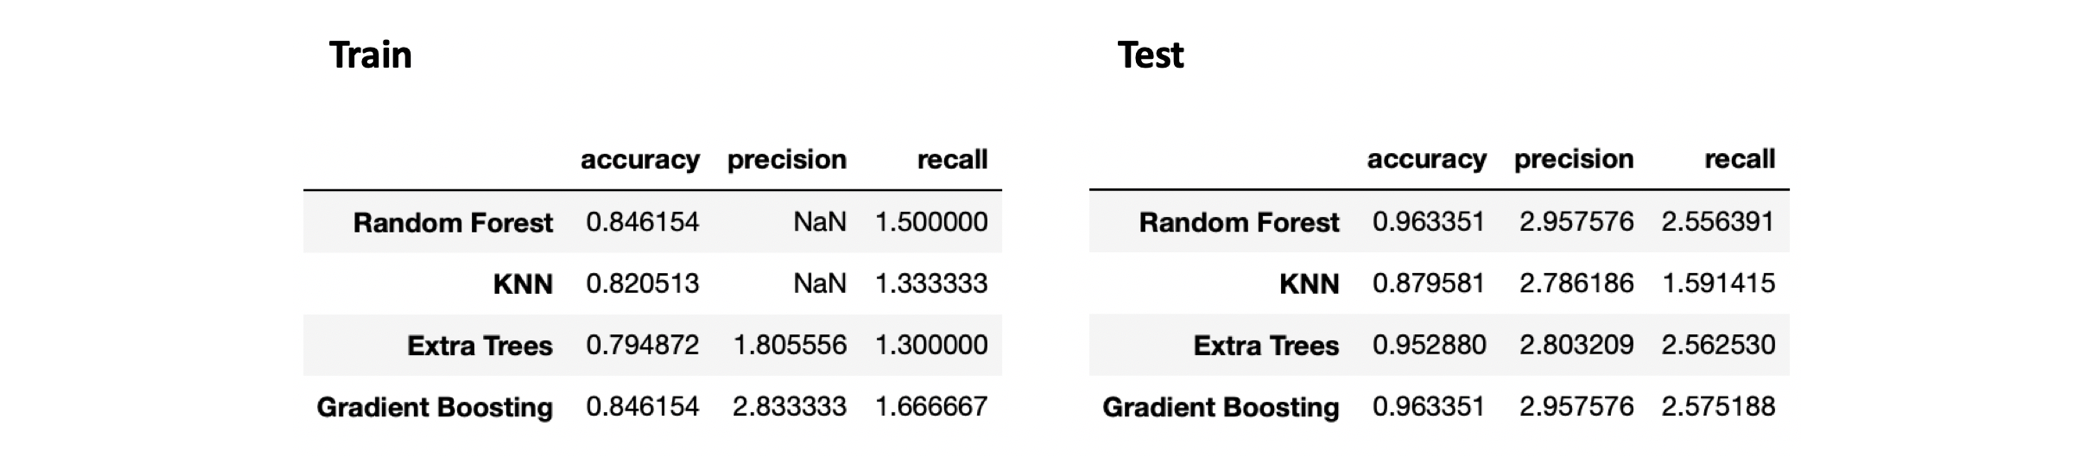 Train
accuracy precision recall
Random Forest 0.846154 NaN 1.500000
KNN 0.820513 NaN 1.333333
Extra Trees 0.794872 1.805556 1.300000
Gradient Boosting 0.846154 2.833333 1.666667
Test
accuracy precision recall
Random Forest 0.963351 2.957576 2.556391
KNN 0.879581 2.786186 1.591415
Extra Trees 0.952880 2.803209 2.562530
Gradient Boosting 0.963351 2.957576 2.575188